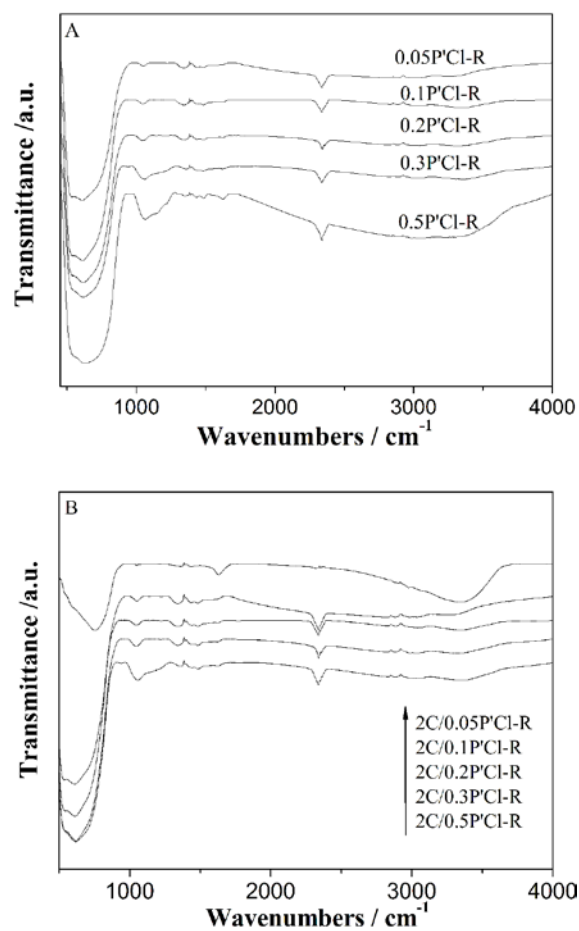 A
0.05P'Cl-R
0.1P'Cl-R
0.2P'Cl-R
0.3P'Cl-R
0.5P'Cl-R
Transmittance /a.u.
1000 2000 3000 4000
Wavenumbers / cm⁻¹
B
2C/0.05P'Cl-R
2C/0.1P'Cl-R
2C/0.2P'Cl-R
2C/0.3P'Cl-R
2C/0.5P'Cl-R
Transmittance /a.u.
1000 2000 3000 4000
Wavenumbers / cm⁻¹